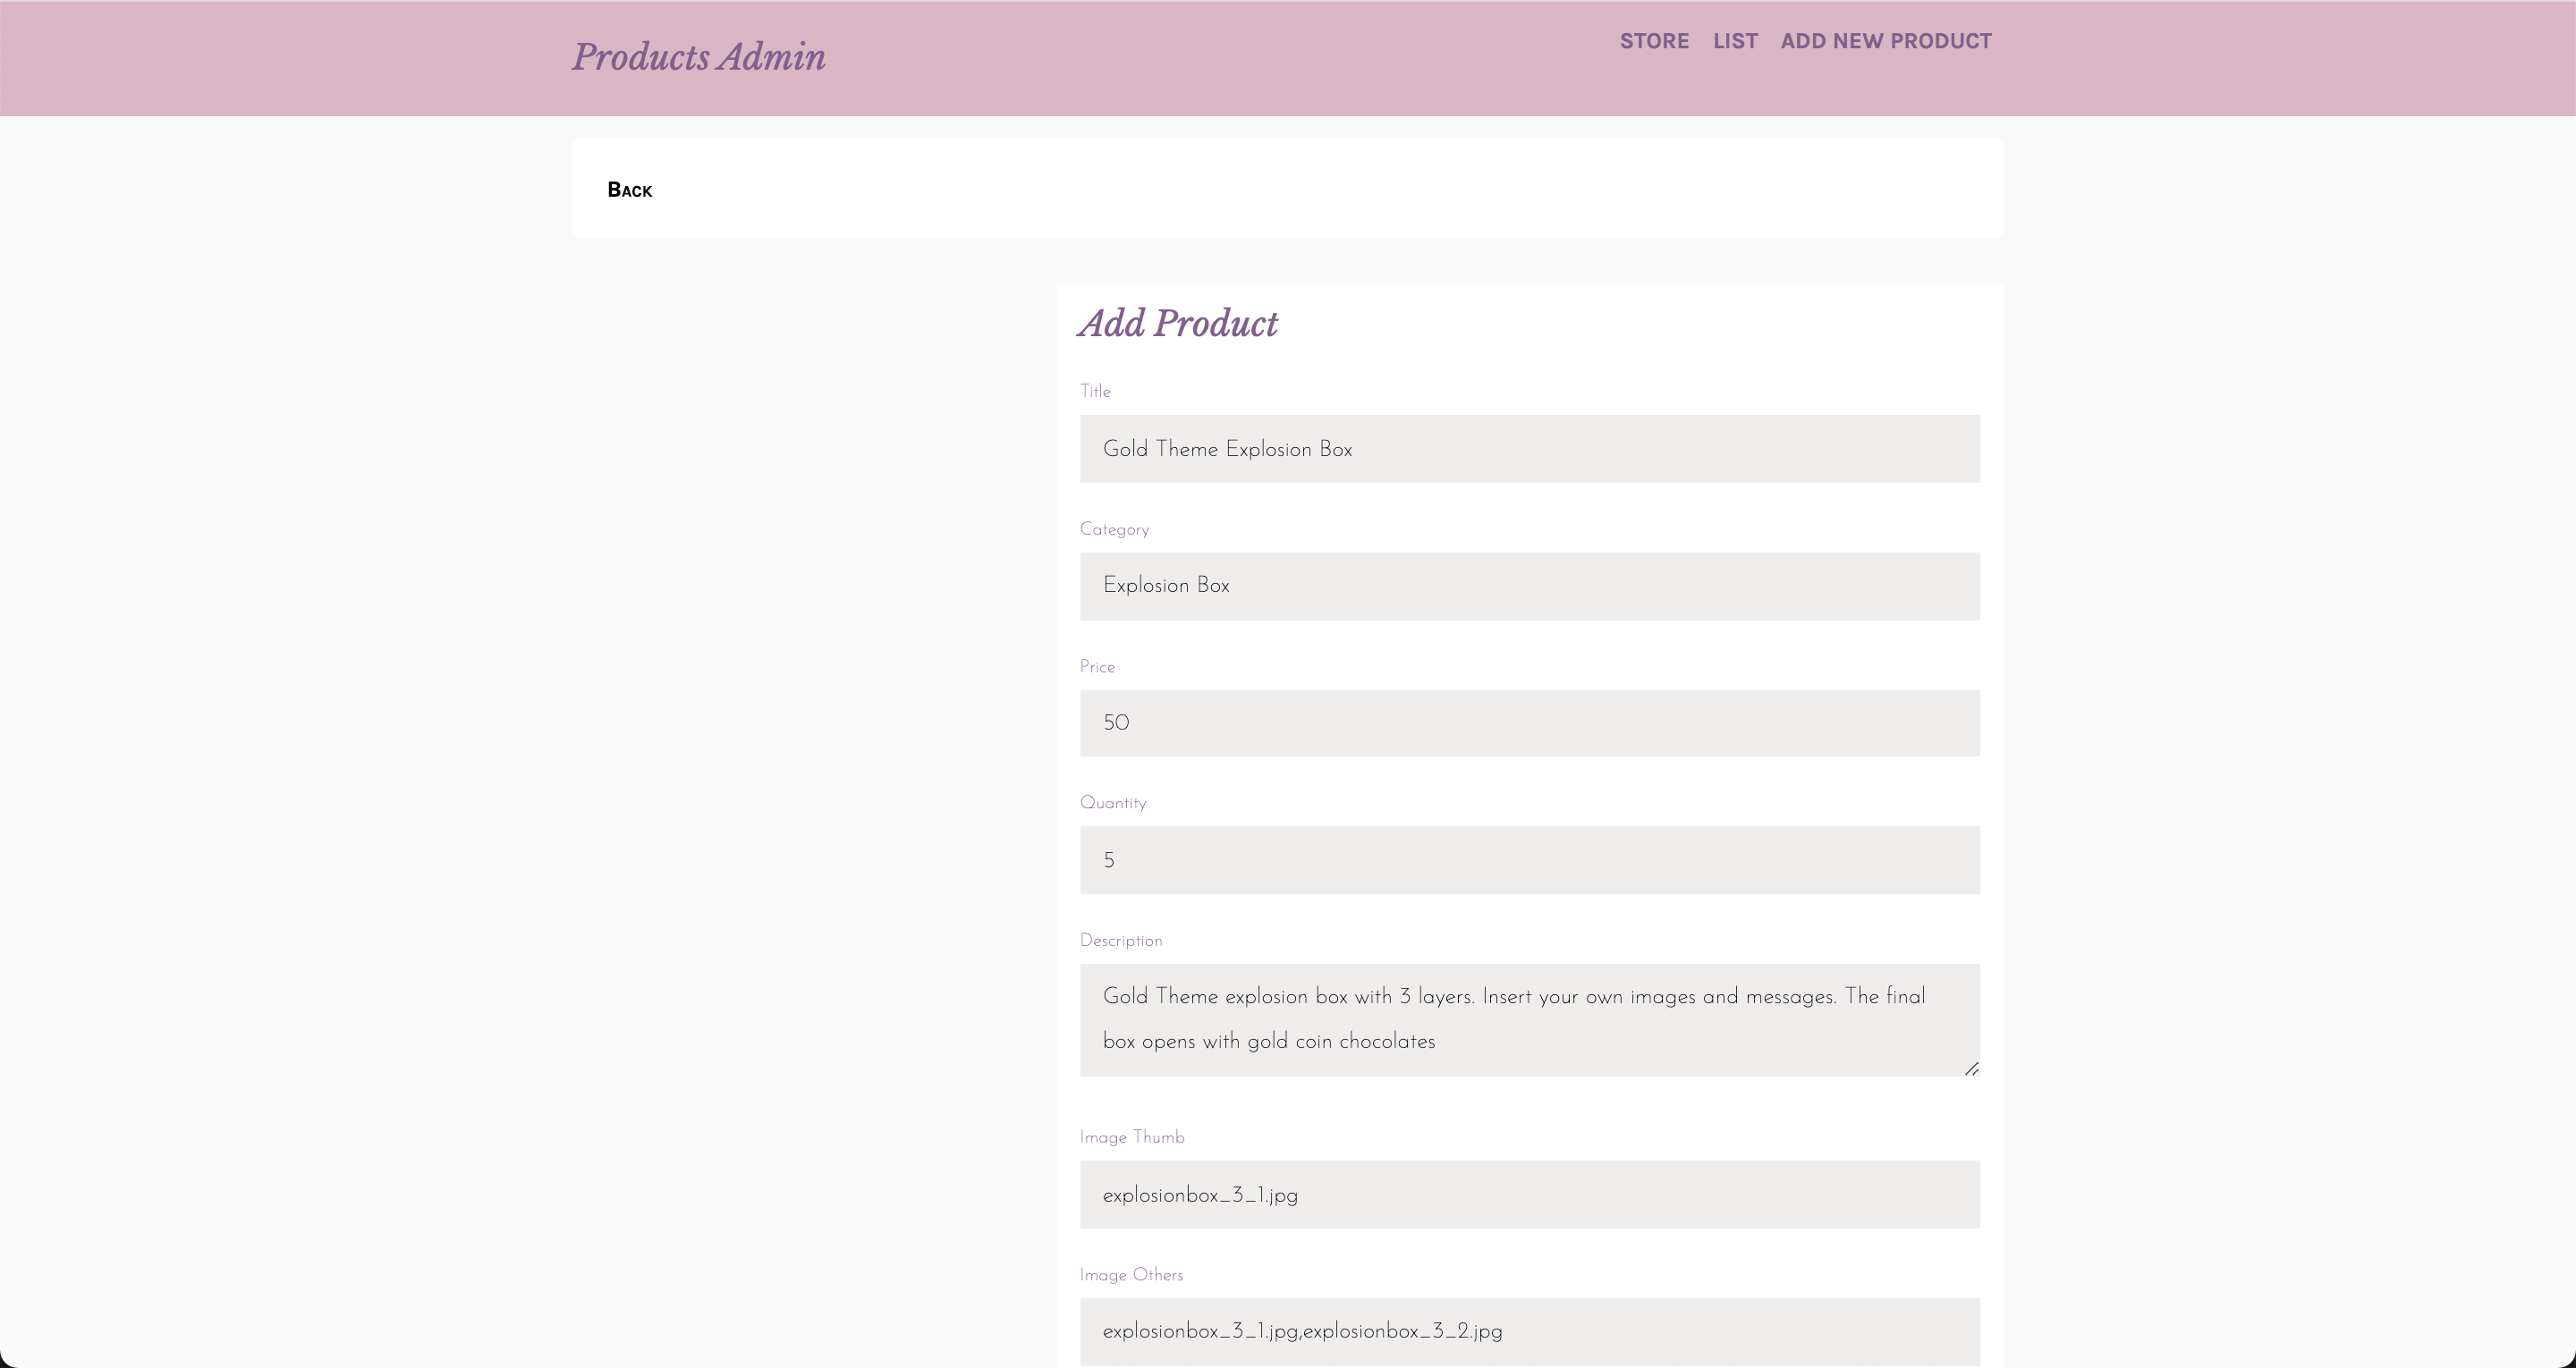 Products Admin
STORE LIST ADD NEW PRODUCT
BACK
Add Product
Title
Gold Theme Explosion Box
Category
Explosion Box
Price
50
Quantity
5
Description
Gold Theme explosion box with 3 layers. Insert your own images and messages. The final
box opens with gold coin chocolates
Image Thumb
explosionbox_3_1.jpg
Image Others
explosionbox_3_1.jpg,explosionbox_3_2.jpg